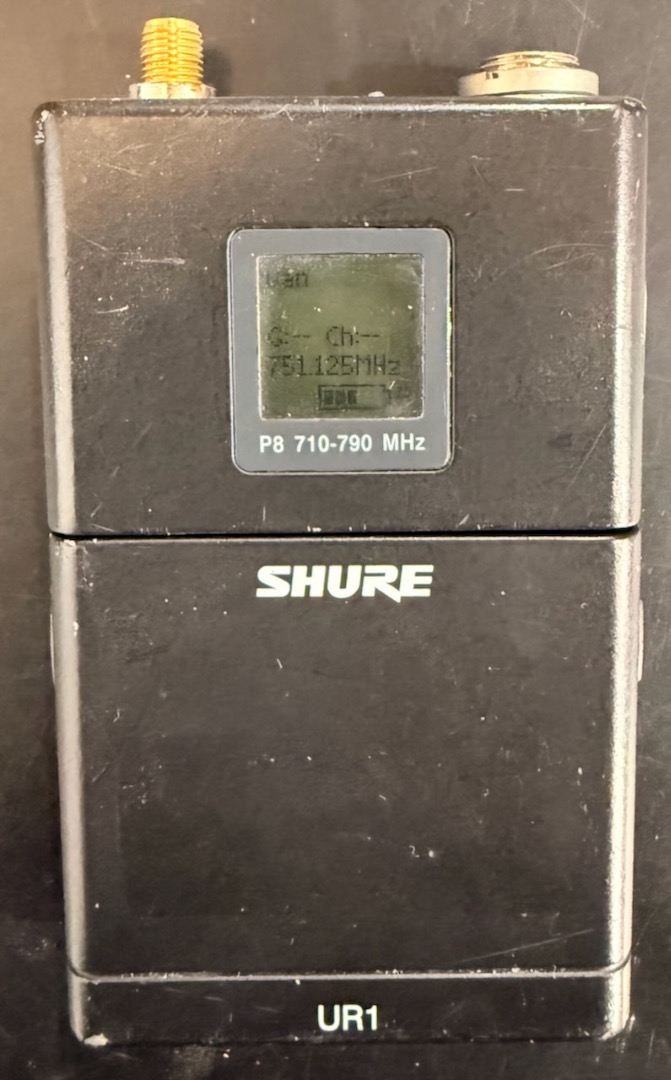 G:-- Ch:--
751.125MHz
P8 710-790 MHz
SHURE
UR1